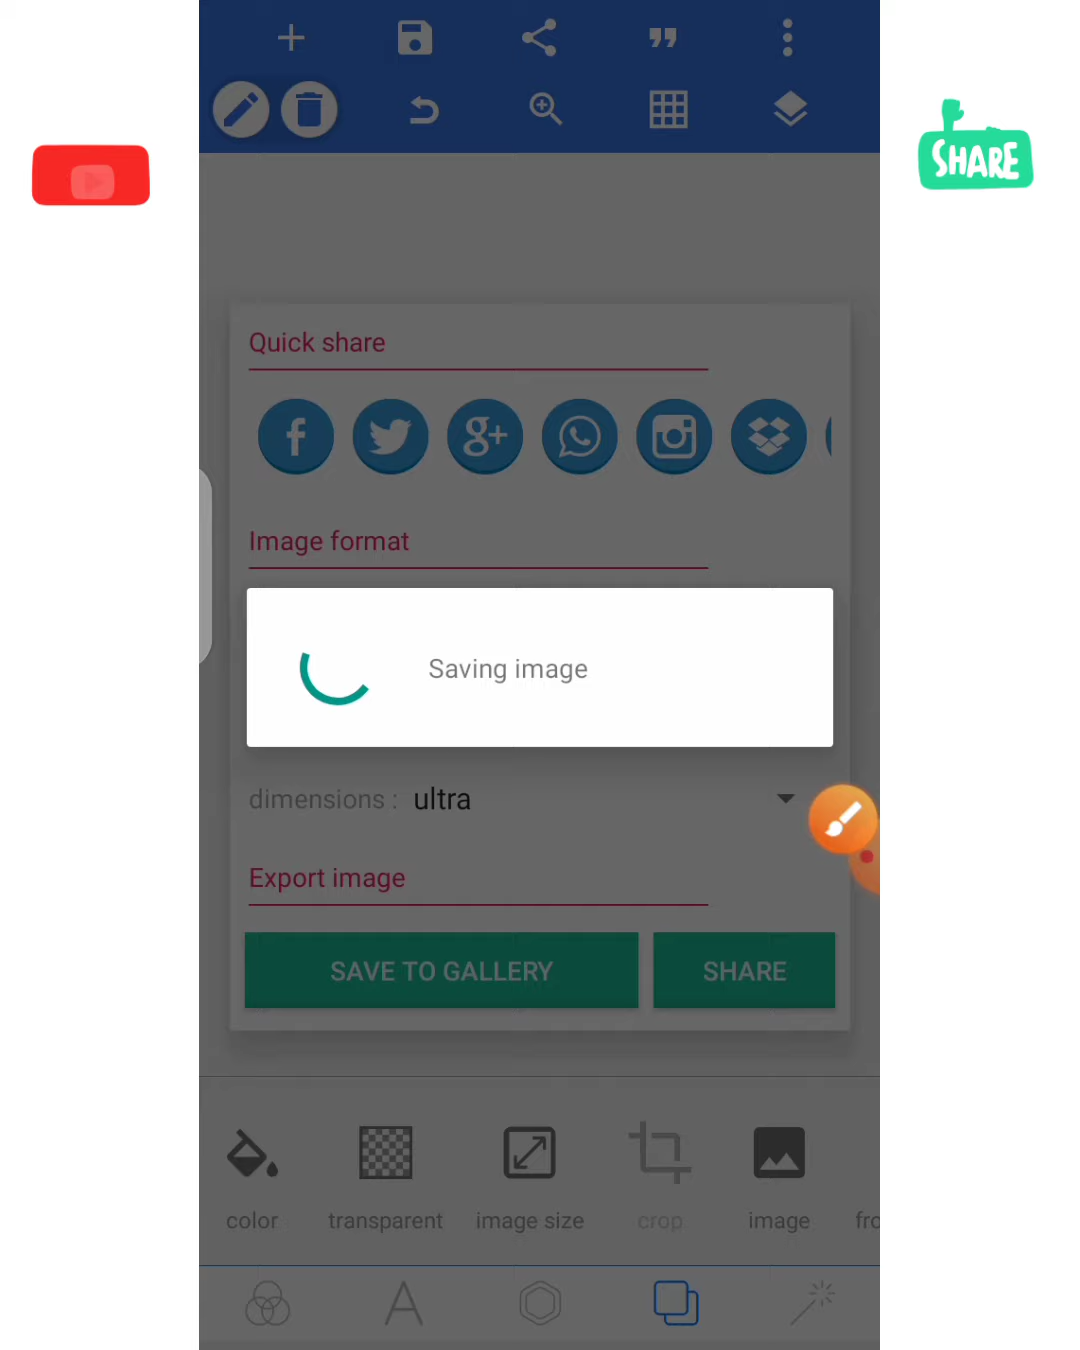 SHARE
Quick share
Image format
Saving image
dimensions : ultra
Export image
SAVE TO GALLERY SHARE
color transparent image size crop image